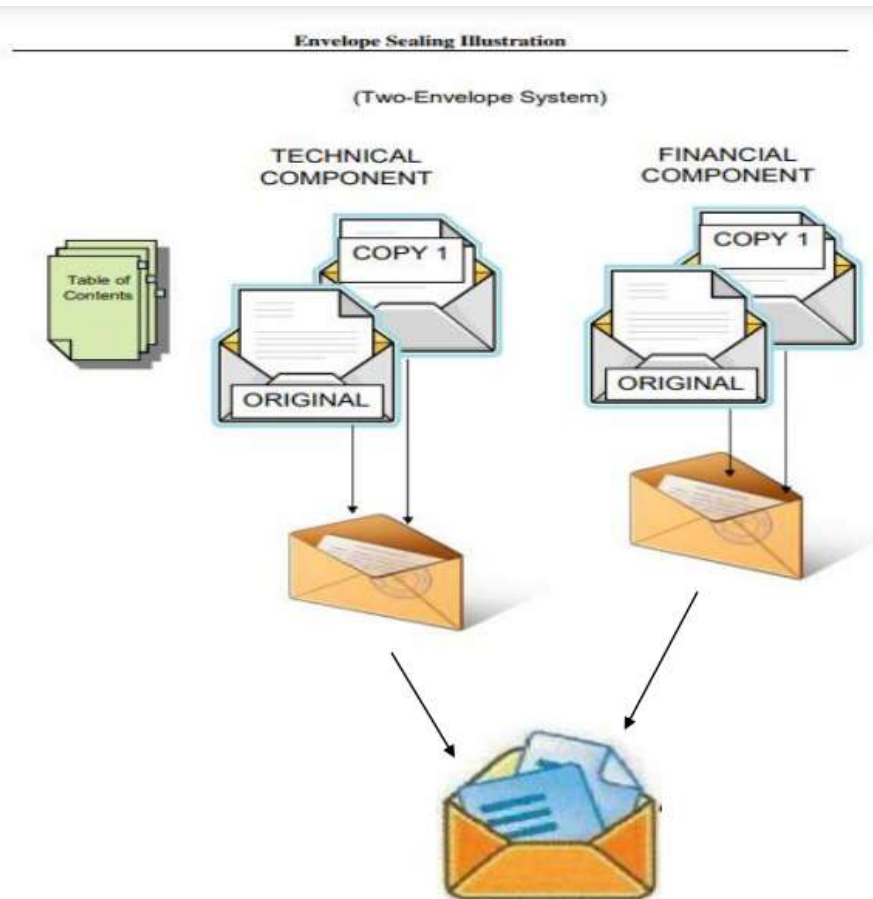 Envelope Sealing Illustration
(Two-Envelope System)
TECHNICAL
COMPONENT
FINANCIAL
COMPONENT
Table of
Contents
COPY 1
ORIGINAL
COPY 1
ORIGINAL